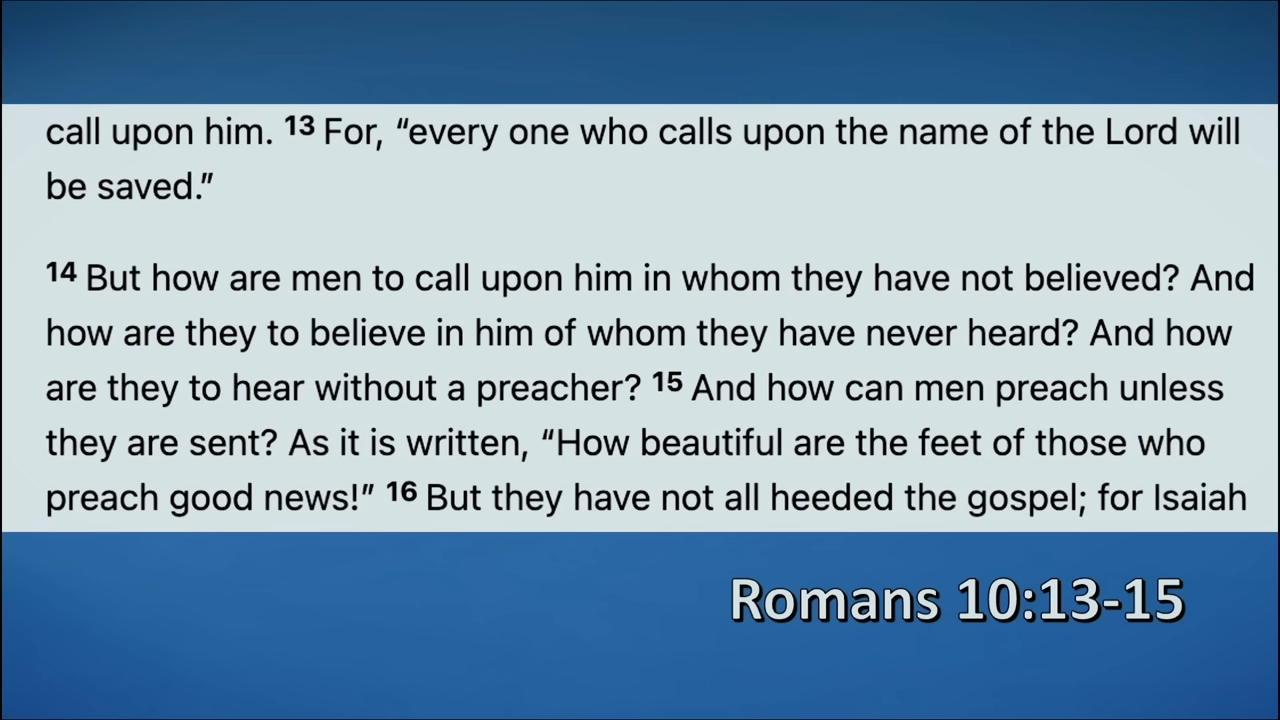 call upon him. 13 For, “every one who calls upon the name of the Lord will
be saved.”
14 But how are men to call upon him in whom they have not believed? And
how are they to believe in him of whom they have never heard? And how
are they to hear without a preacher? 15 And how can men preach unless
they are sent? As it is written, “How beautiful are the feet of those who
preach good news!” 16 But they have not all heeded the gospel; for Isaiah
Romans 10:13-15